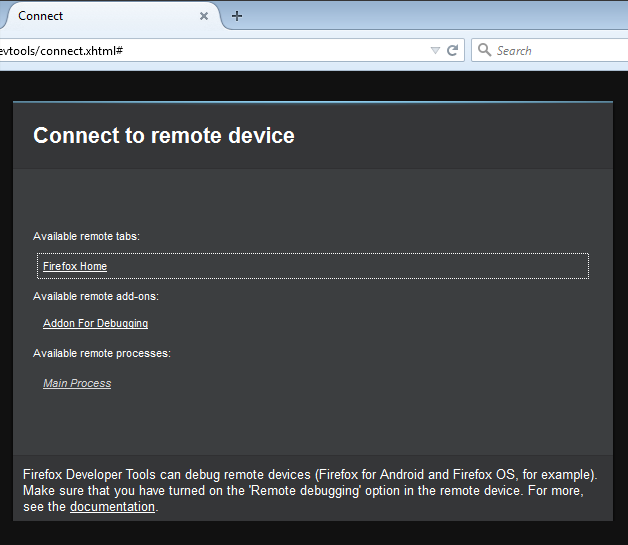 Connect
evtools/connect.xhtml#
Search
Connect to remote device
Available remote tabs:
Firefox Home
Available remote add-ons:
Addon For Debugging
Available remote processes:
Main Process
Firefox Developer Tools can debug remote devices (Firefox for Android and Firefox OS, for example).
Make sure that you have turned on the 'Remote debugging' option in the remote device. For more,
see the documentation.